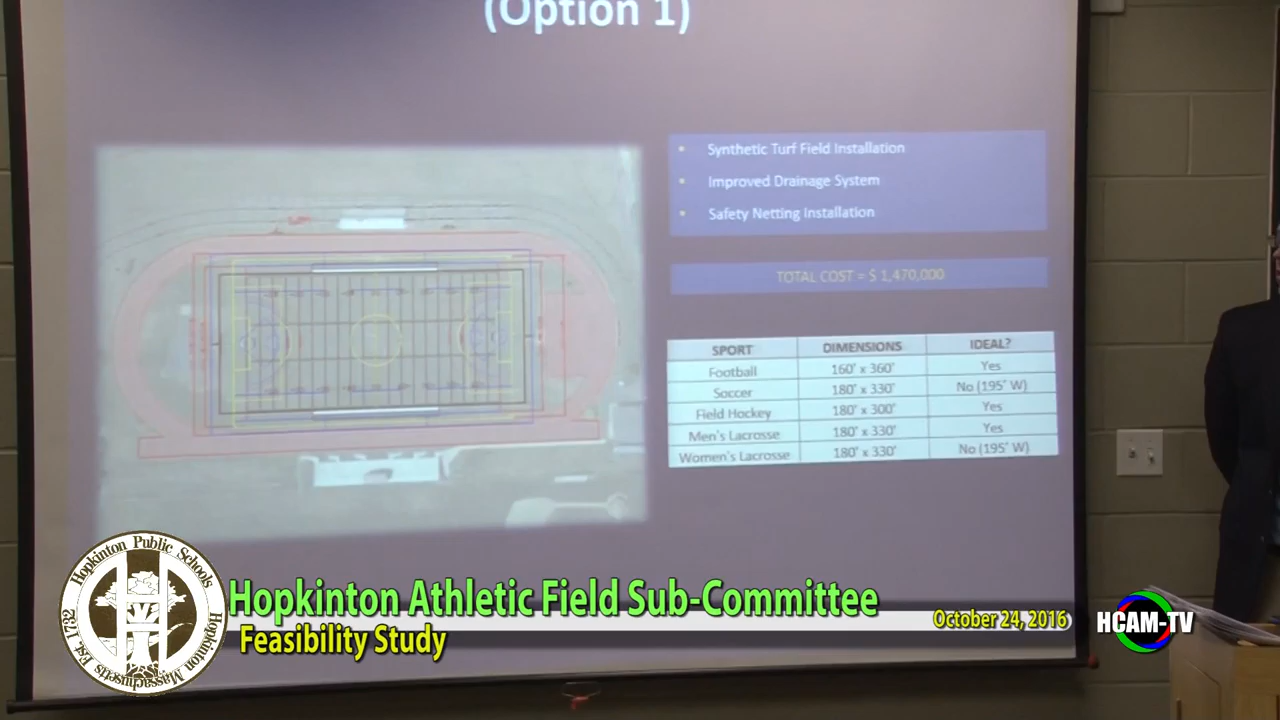 (Option 1)
• Synthetic Turf Field Installation
• Improved Drainage System
• Safety Netting Installation
TOTAL COST = $ 1,470,000
SPORT DIMENSIONS IDEAL?
Football 160' x 360' Yes
Soccer 180' x 330' No (195' W)
Field Hockey 180' x 300' Yes
Men's Lacrosse 180' x 330' Yes
Women's Lacrosse 180' x 330' No (195' W)
Hopkinton Public Schools
Hopkinton Massachusetts Est. 1732
H
Hopkinton Athletic Field Sub-Committee
Feasibility Study
October 24, 2016
HCAM-TV